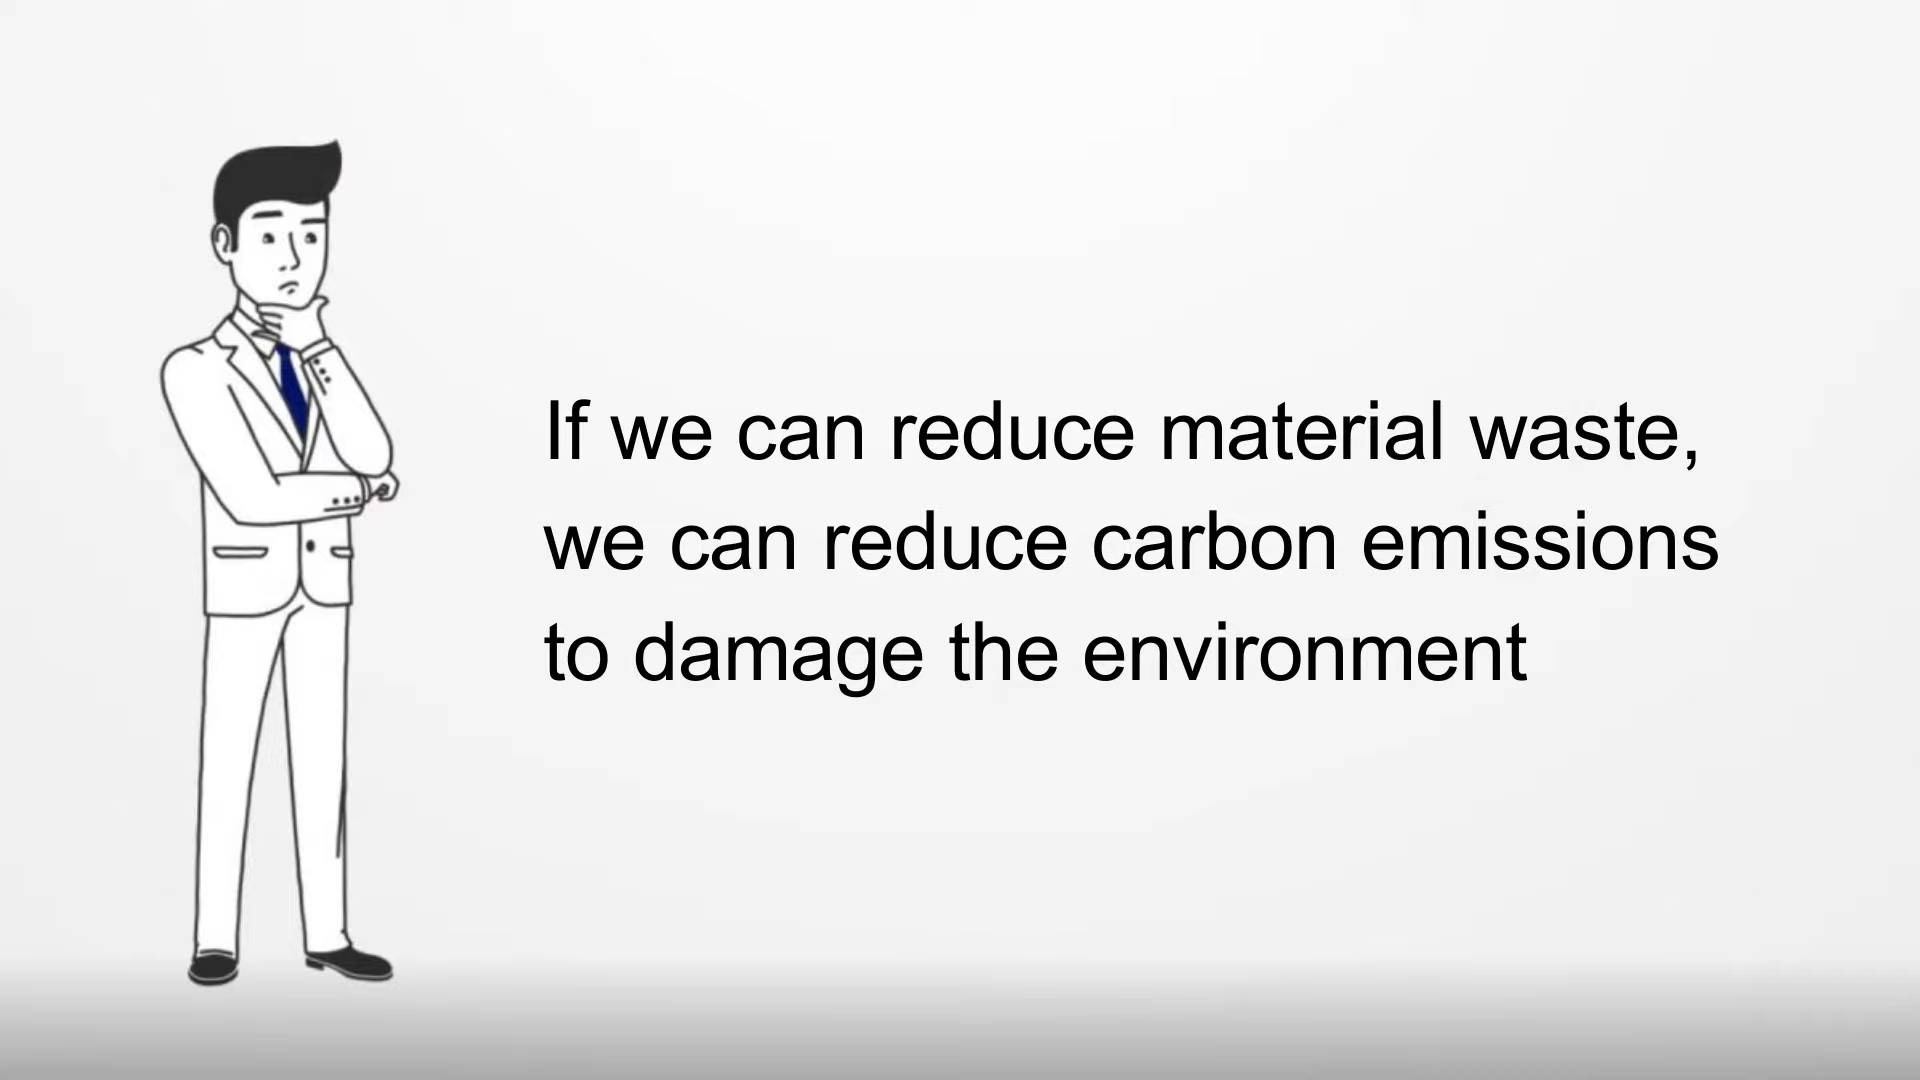 If we can reduce material waste,
we can reduce carbon emissions
to damage the environment